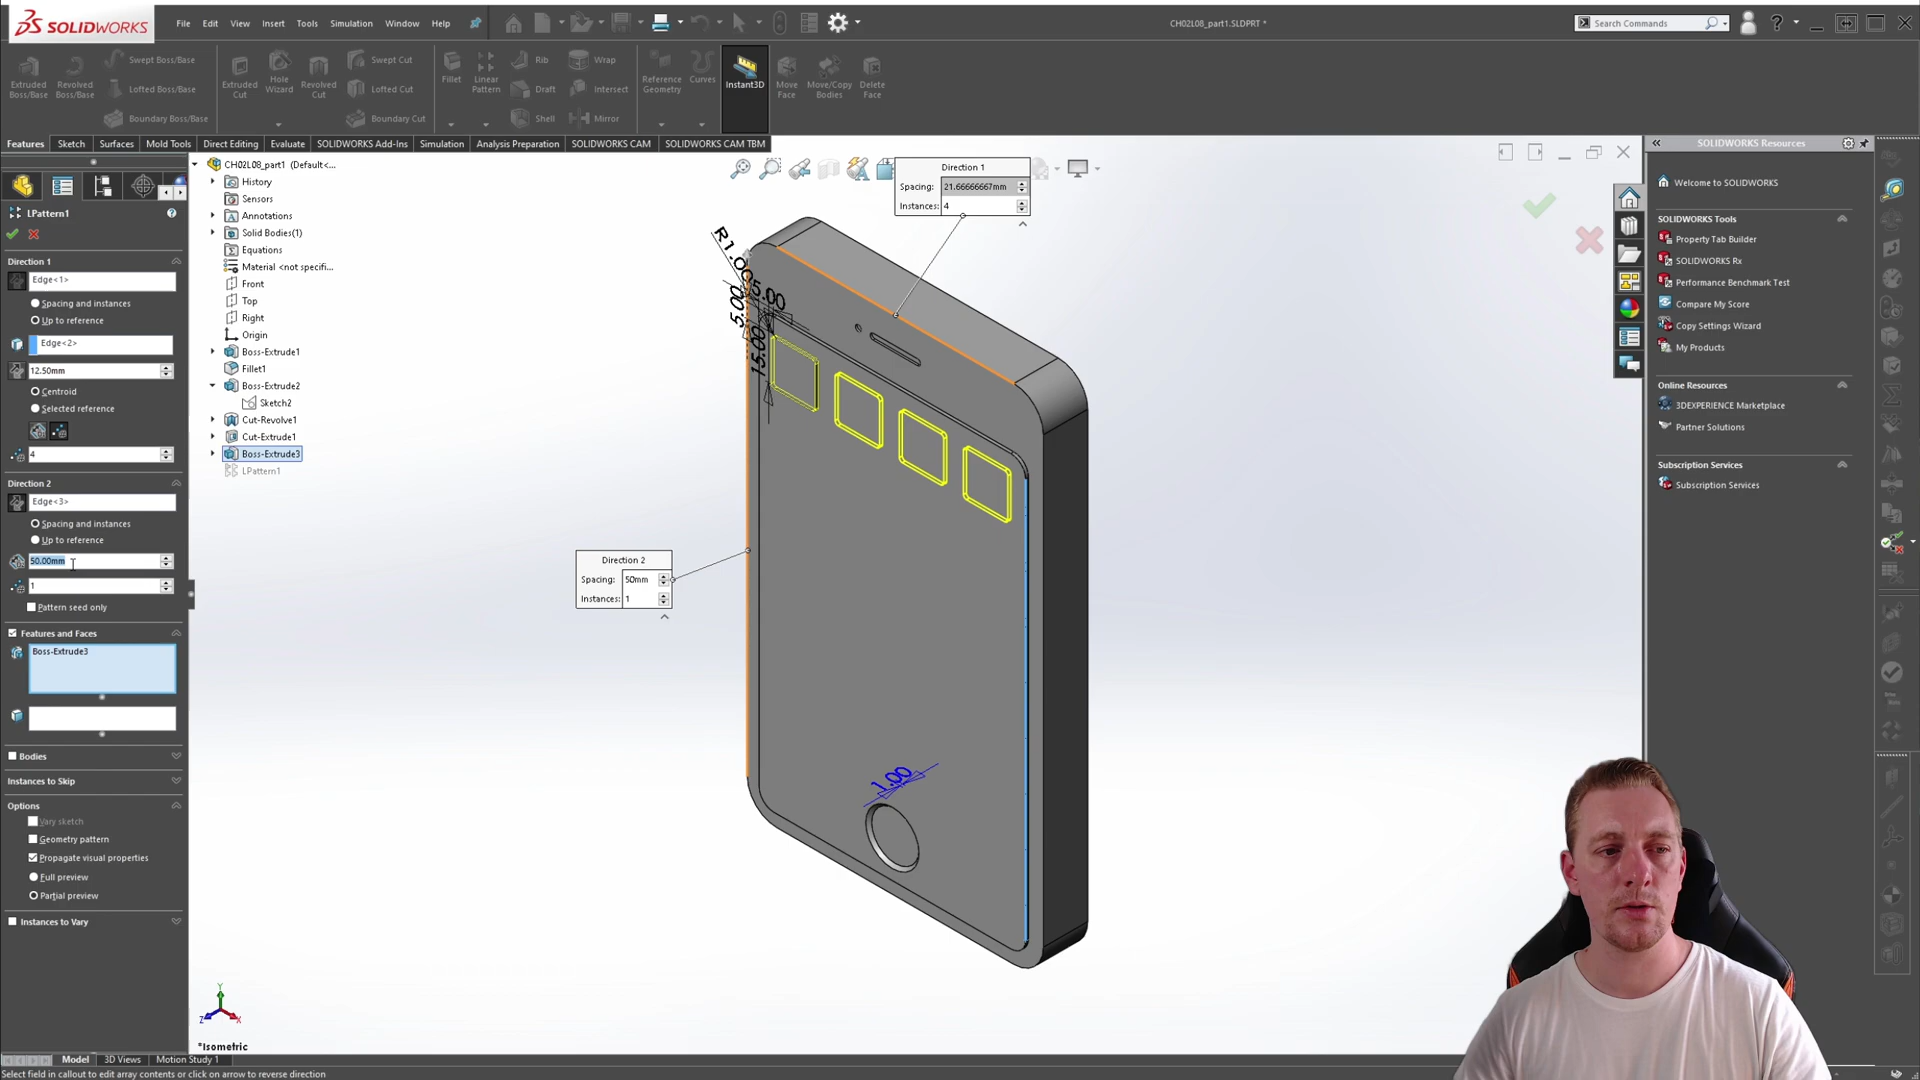 SOLIDWORKS
File Edit View Insert Tools Simulation Window Help
CH02L08_part1.SLDPRT *
Search Commands
Extruded Boss/Base
Revolved Boss/Base
Swept Boss/Base
Lofted Boss/Base
Boundary Boss/Base
Extruded Cut
Hole Wizard
Revolved Cut
Swept Cut
Lofted Cut
Boundary Cut
Fillet
Linear Pattern
Rib
Draft
Shell
Wrap
Intersect
Mirror
Reference Geometry
Curves
Instant3D
Move Face
Move/Copy Bodies
Delete Face
Features Sketch Surfaces Mold Tools Direct Editing Evaluate SOLIDWORKS Add-Ins Simulation Analysis Preparation SOLIDWORKS CAM SOLIDWORKS CAM TBM
LPattern1
Direction 1
Edge<1>
Spacing and instances
Up to reference
Edge<2>
12.50mm
Centroid
Selected reference
4
Direction 2
Edge<3>
Spacing and instances
Up to reference
50.00mm
1
Pattern seed only
Features and Faces
Boss-Extrude3
Bodies
Instances to Skip
Options
Vary sketch
Geometry pattern
Propagate visual properties
Full preview
Partial preview
Instances to Vary
CH02L08_part1 (Default<...
History
Sensors
Annotations
Solid Bodies(1)
Equations
Material <not specifi...
Front
Top
Right
Origin
Boss-Extrude1
Fillet1
Boss-Extrude2
Sketch2
Cut-Revolve1
Cut-Extrude1
Boss-Extrude3
LPattern1
Direction 1
Spacing: 21.66666667mm
Instances: 4
R1.00
5.00
5.00
15.00
Direction 2
Spacing: 50mm
Instances: 1
1.00
Y
Z
X
*Isometric
SOLIDWORKS Resources
Welcome to SOLIDWORKS
SOLIDWORKS Tools
Property Tab Builder
SOLIDWORKS Rx
Performance Benchmark Test
Compare My Score
Copy Settings Wizard
My Products
Online Resources
3DEXPERIENCE Marketplace
Partner Solutions
Subscription Services
Subscription Services
Model 3D Views Motion Study 1
Select field in callout to edit array contents or click on arrow to reverse direction